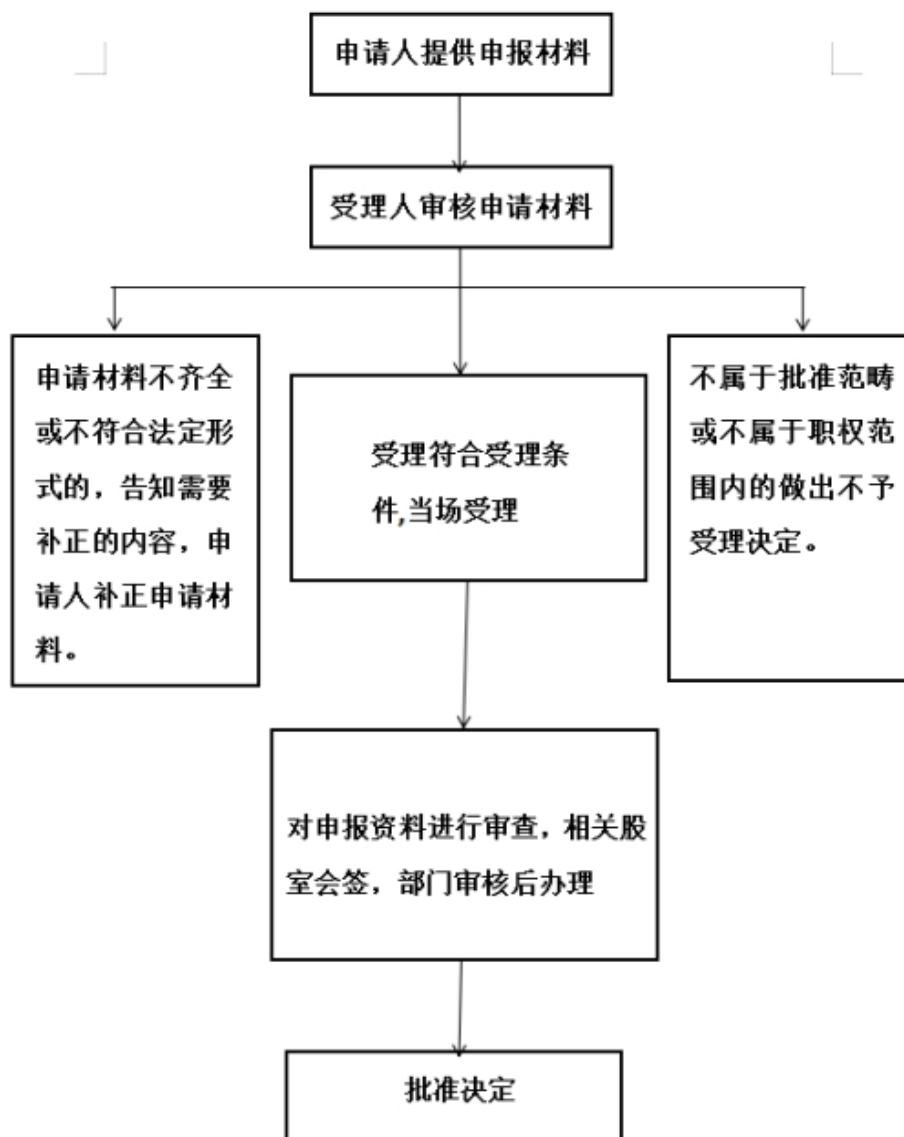 申请人提供申报材料
受理人审核申请材料
申请材料不齐全
或不符合法定形
式的，告知需要
补正的内容，申
请人补正申请材
料。
受理符合受理条
件,当场受理
不属于批准范畴
或不属于职权范
围内的做出不予
受理决定。
对申报资料进行审查，相关股
室会签，部门审核后办理
批准决定